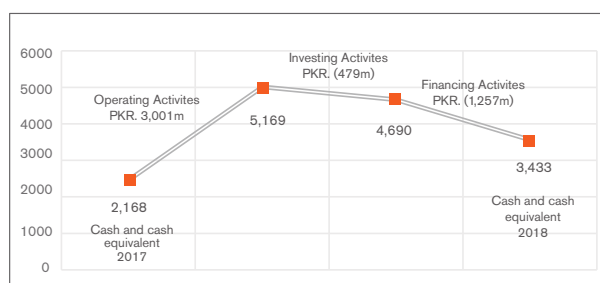 6000
5000
4000
3000
2000
1000
0
Operating Activites
PKR. 3,001m
Investing Activites
PKR. (479m)
Financing Activites
PKR. (1,257m)
2,168
5,169
4,690
3,433
Cash and cash
equivalent
2017
Cash and cash
equivalent
2018